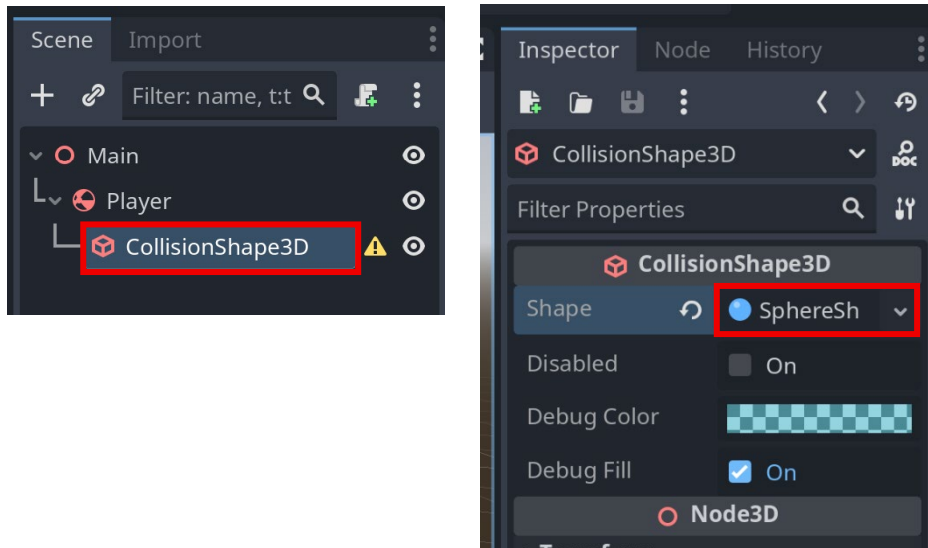 Scene Import
Filter: name, t:t
Main
Player
CollisionShape3D
Inspector Node History
CollisionShape3D
DOC
Filter Properties
CollisionShape3D
Shape SphereSh
Disabled On
Debug Color
Debug Fill On
Node3D